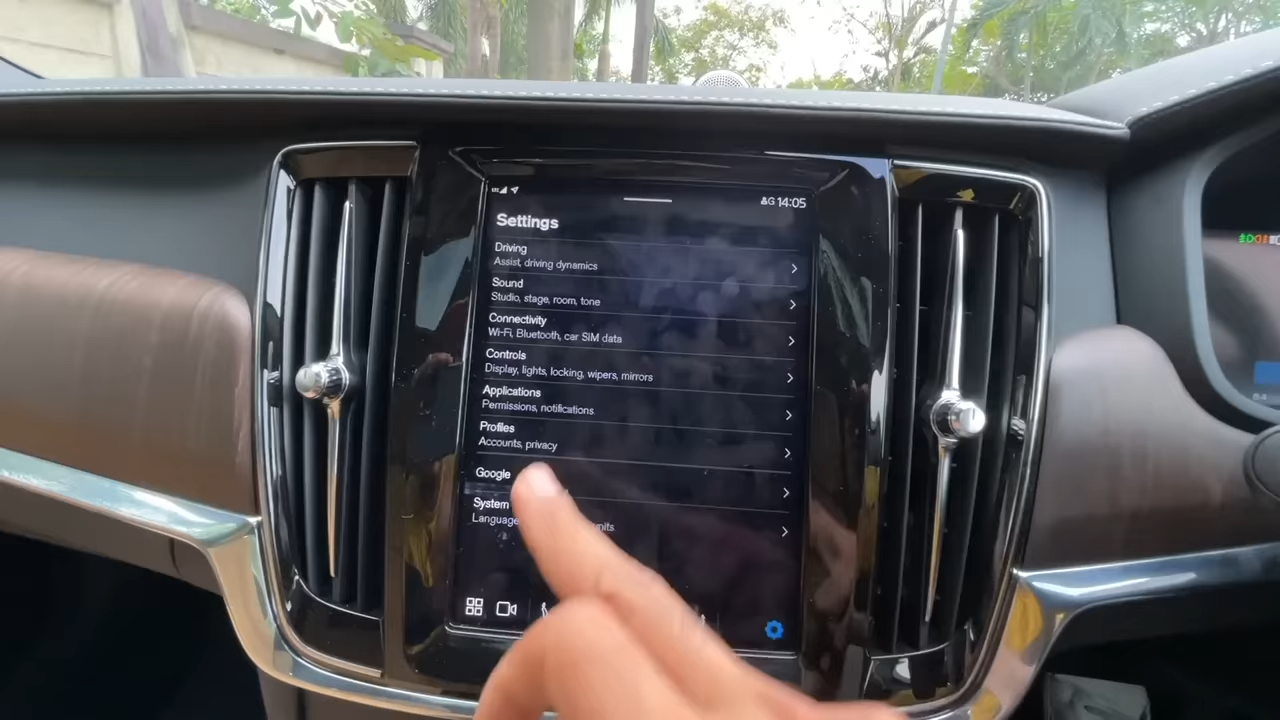 14:05
Settings
Driving
Assist, driving dynamics
Sound
Studio, stage, room, tone
Connectivity
Wi-Fi, Bluetooth, car SIM data
Controls
Display, lights, locking, wipers, mirrors
Applications
Permissions, notifications
Profiles
Accounts, privacy
Google
System
Language units